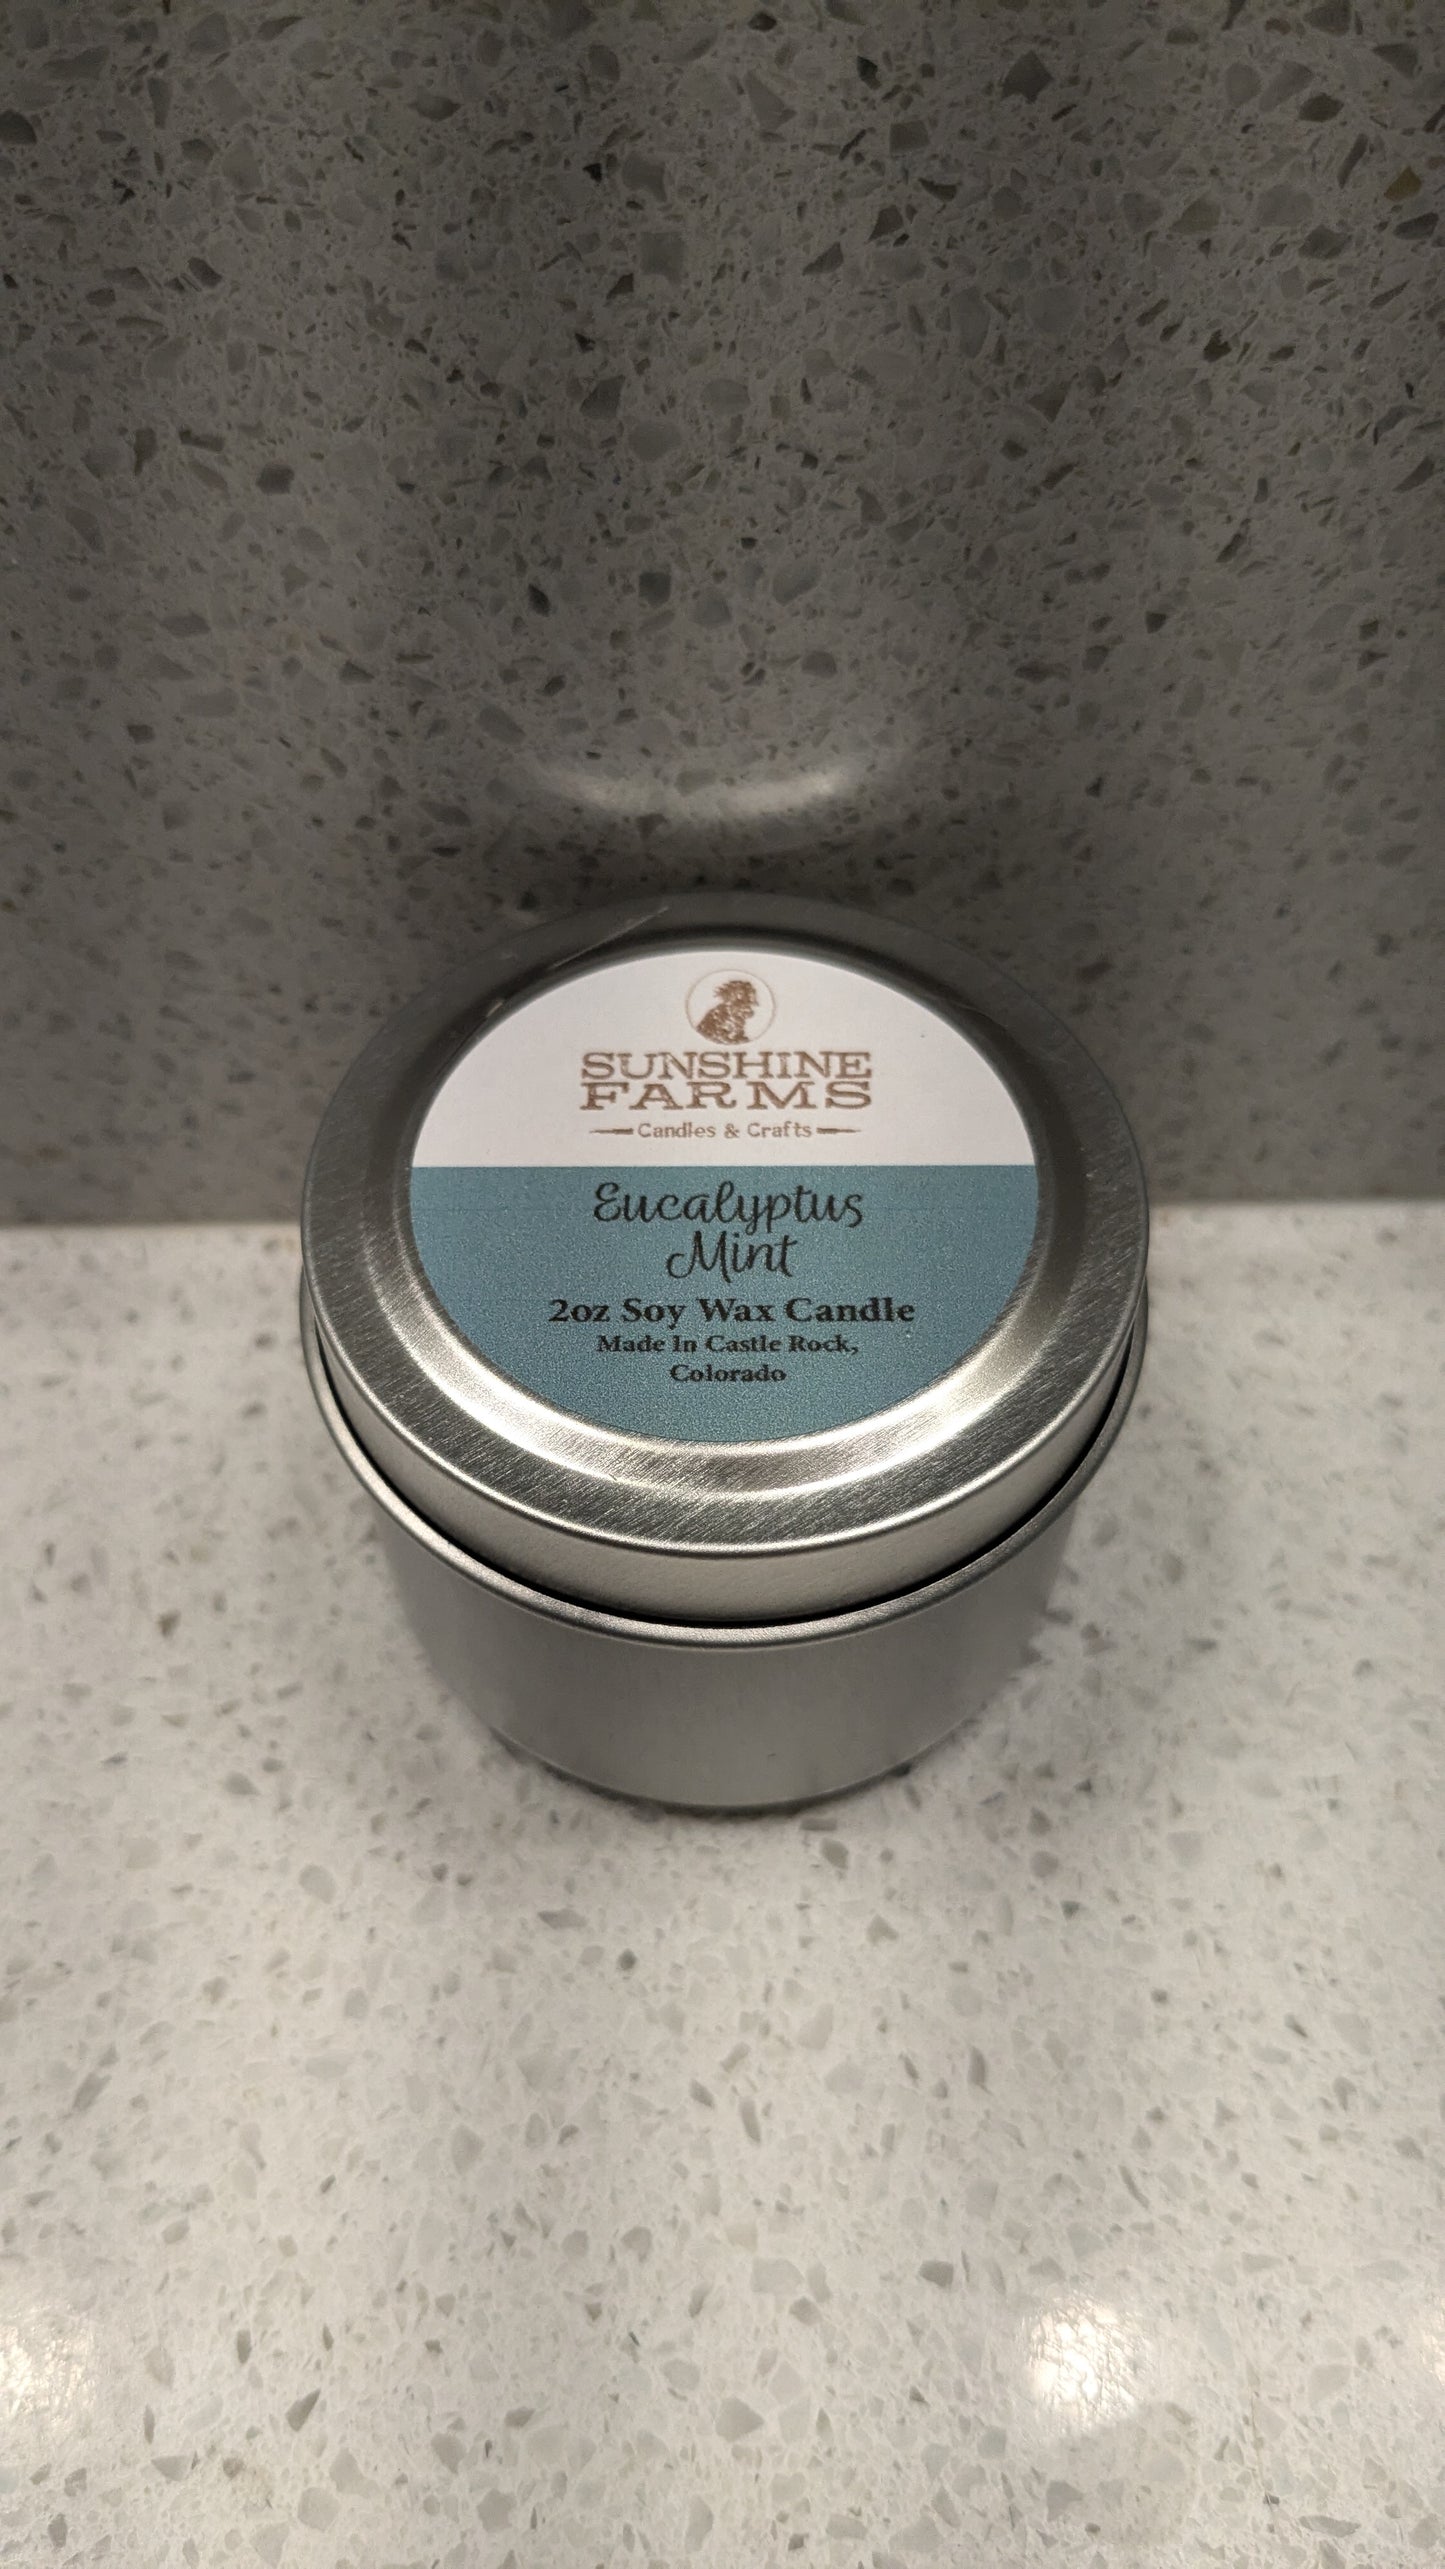 SUNSHINE
FARMS
Candles & Crafts
Eucalyptus
Mint
2oz Soy Wax Candle
Made In Castle Rock,
Colorado